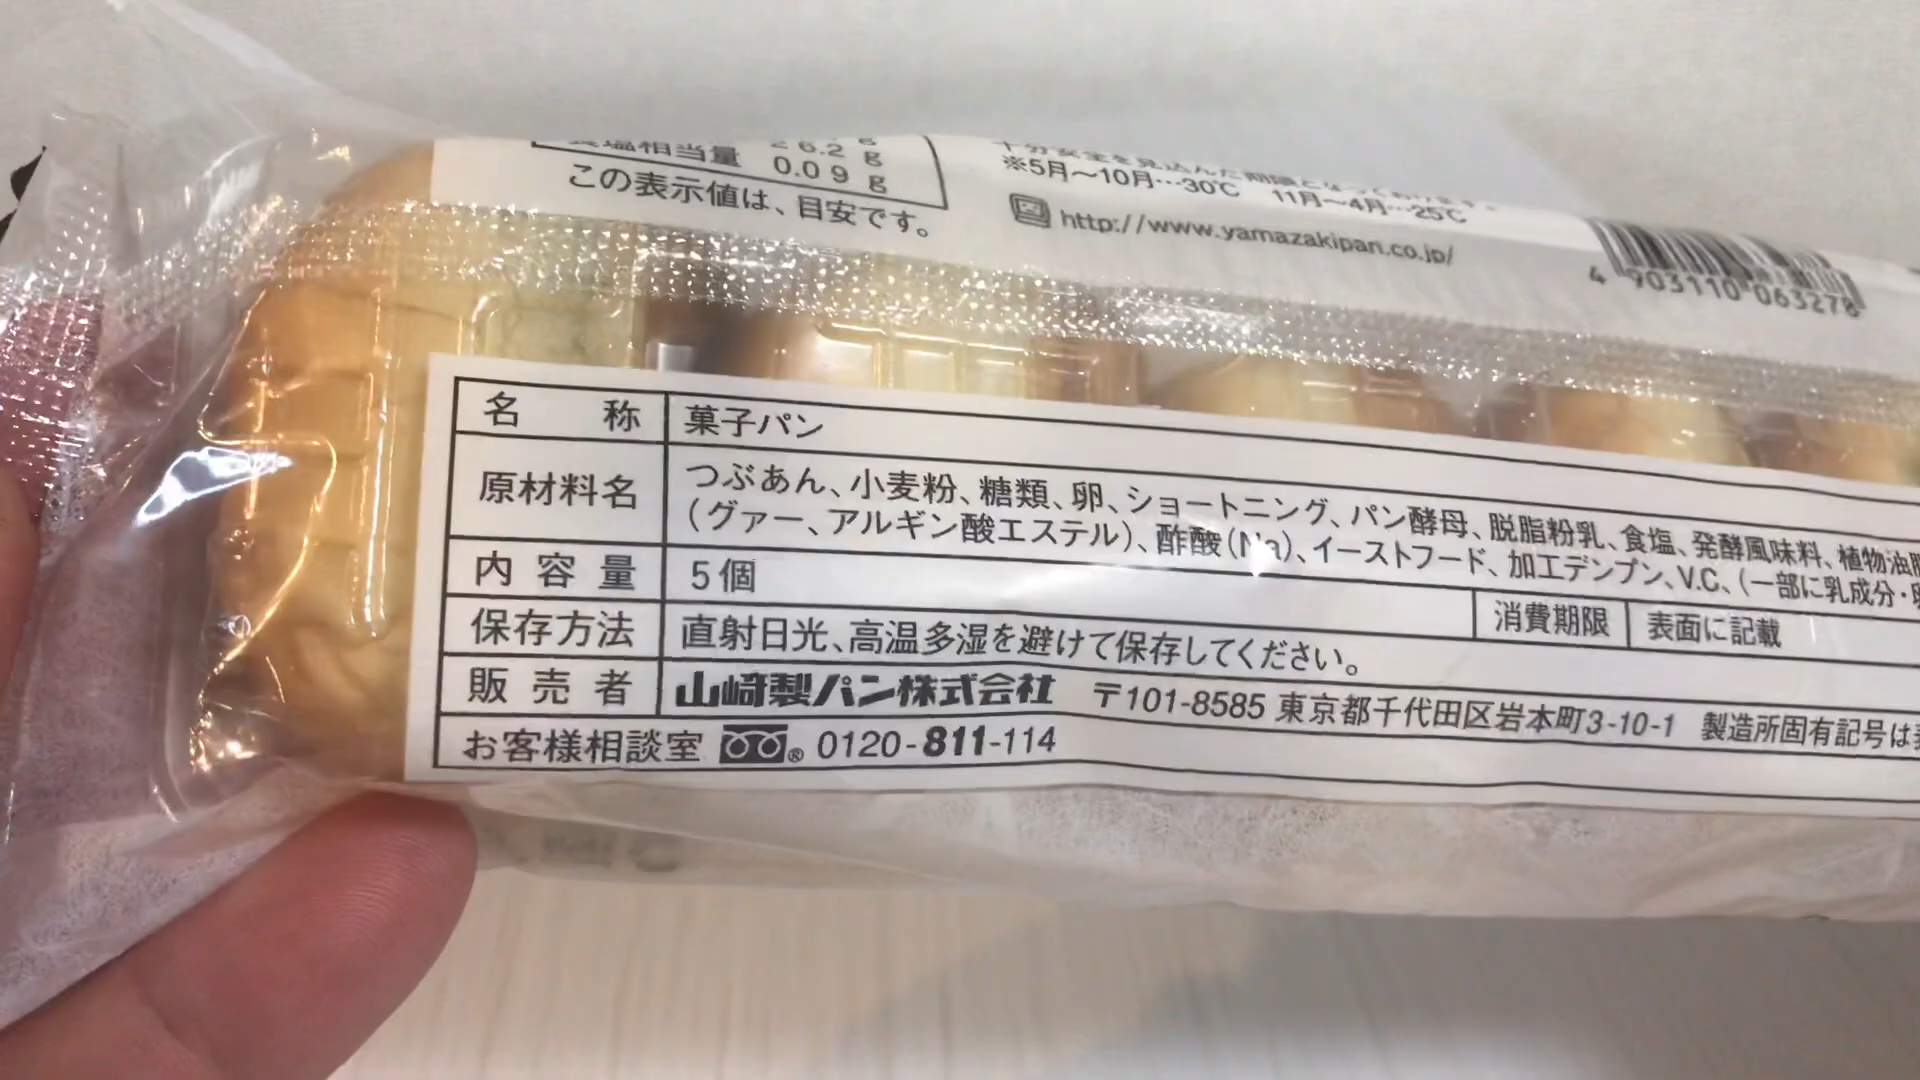 26.2 g
食塩相当量 0.09 g
この表示値は、目安です。
※5月～10月…30℃ 11月～4月…25℃
http://www.yamazakipan.co.jp/
4 903110 063278
名称 菓子パン
原材料名 つぶあん、小麦粉、糖類、卵、ショートニング、パン酵母、脱脂粉乳、食塩、発酵風味料、植物油脂
(グァー、アルギン酸エステル)、酢酸(Na)、イーストフード、加工デンプン、V.C.、(一部に乳成分・
内容量 5個
消費期限 表面に記載
保存方法 直射日光、高温多湿を避けて保存してください。
販売者 山崎製パン株式会社 〒101-8585 東京都千代田区岩本町3-10-1 製造所固有記号は
お客様相談室 ® 0120-811-114